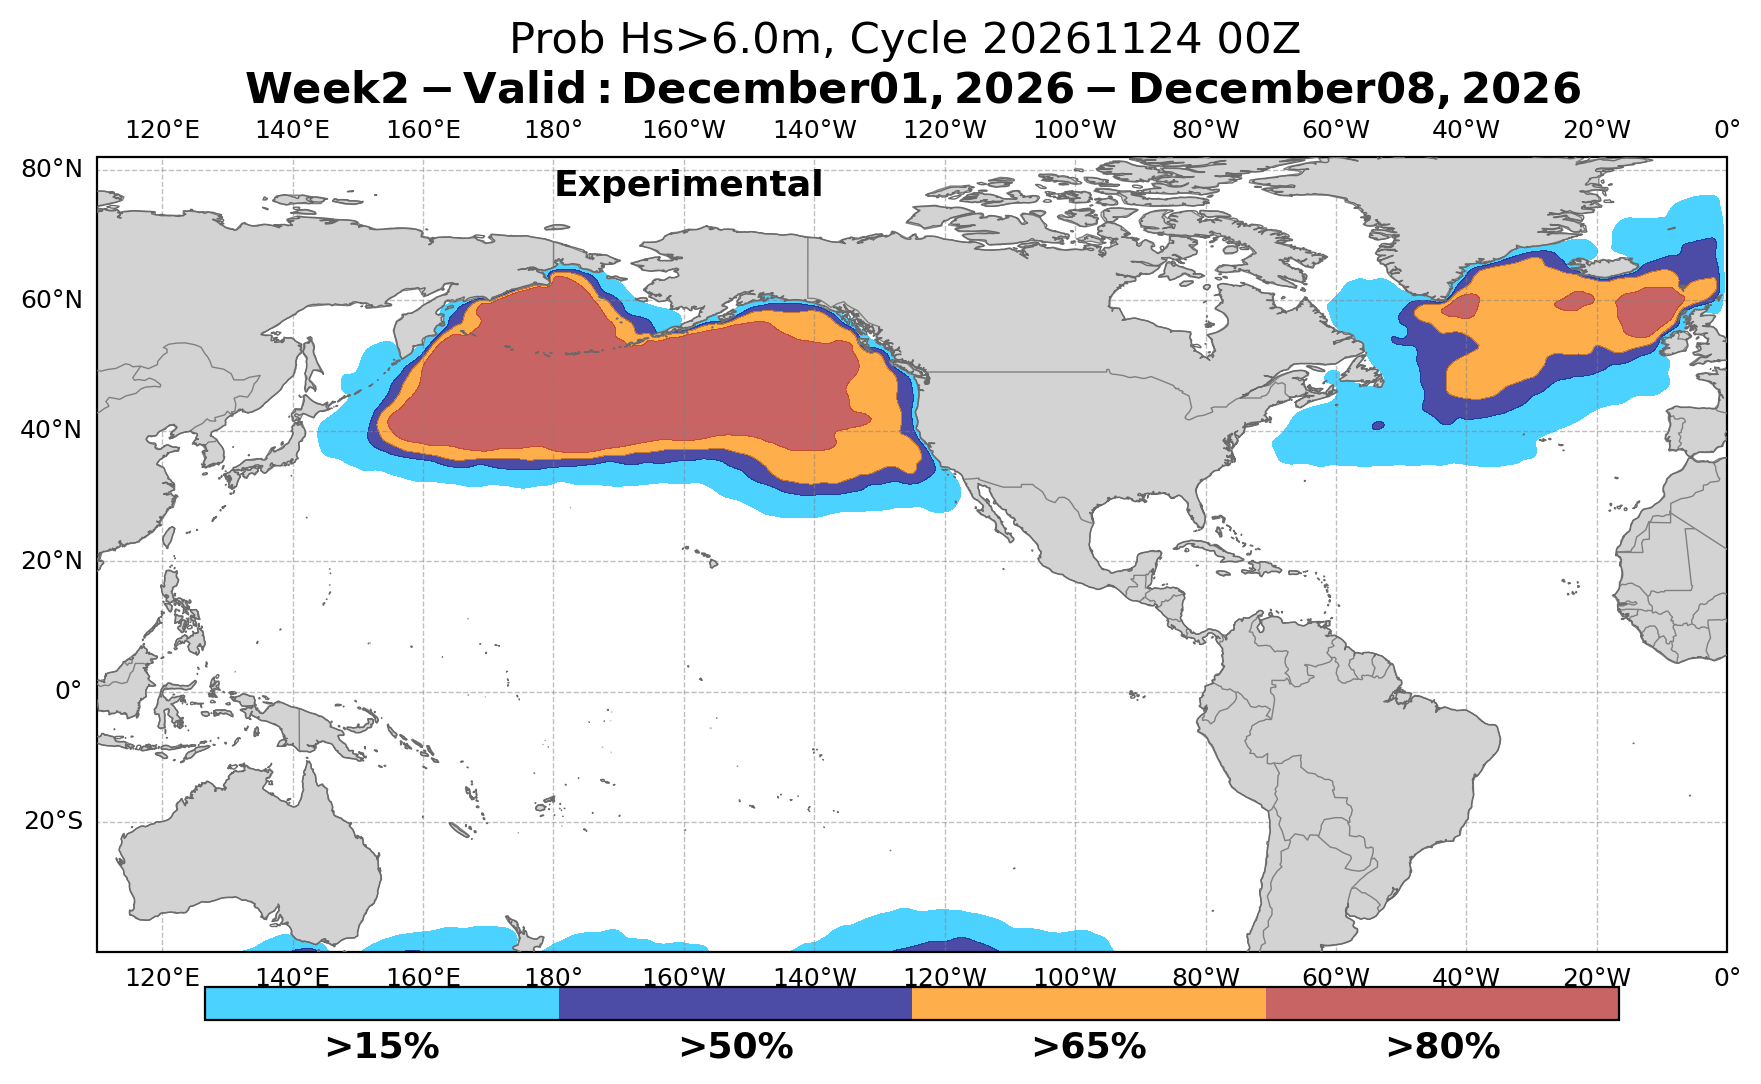 Prob Hs>6.0m, Cycle 20261124 00Z
Week2 − Valid : December01, 2026 − December08, 2026
120°E 140°E 160°E 180° 160°W 140°W 120°W 100°W 80°W 60°W 40°W 20°W 0°
80°N
Experimental
60°N
40°N
20°N
0°
20°S
120°E 140°E 160°E 180° 160°W 140°W 120°W 100°W 80°W 60°W 40°W 20°W 0°
>15% >50% >65% >80%